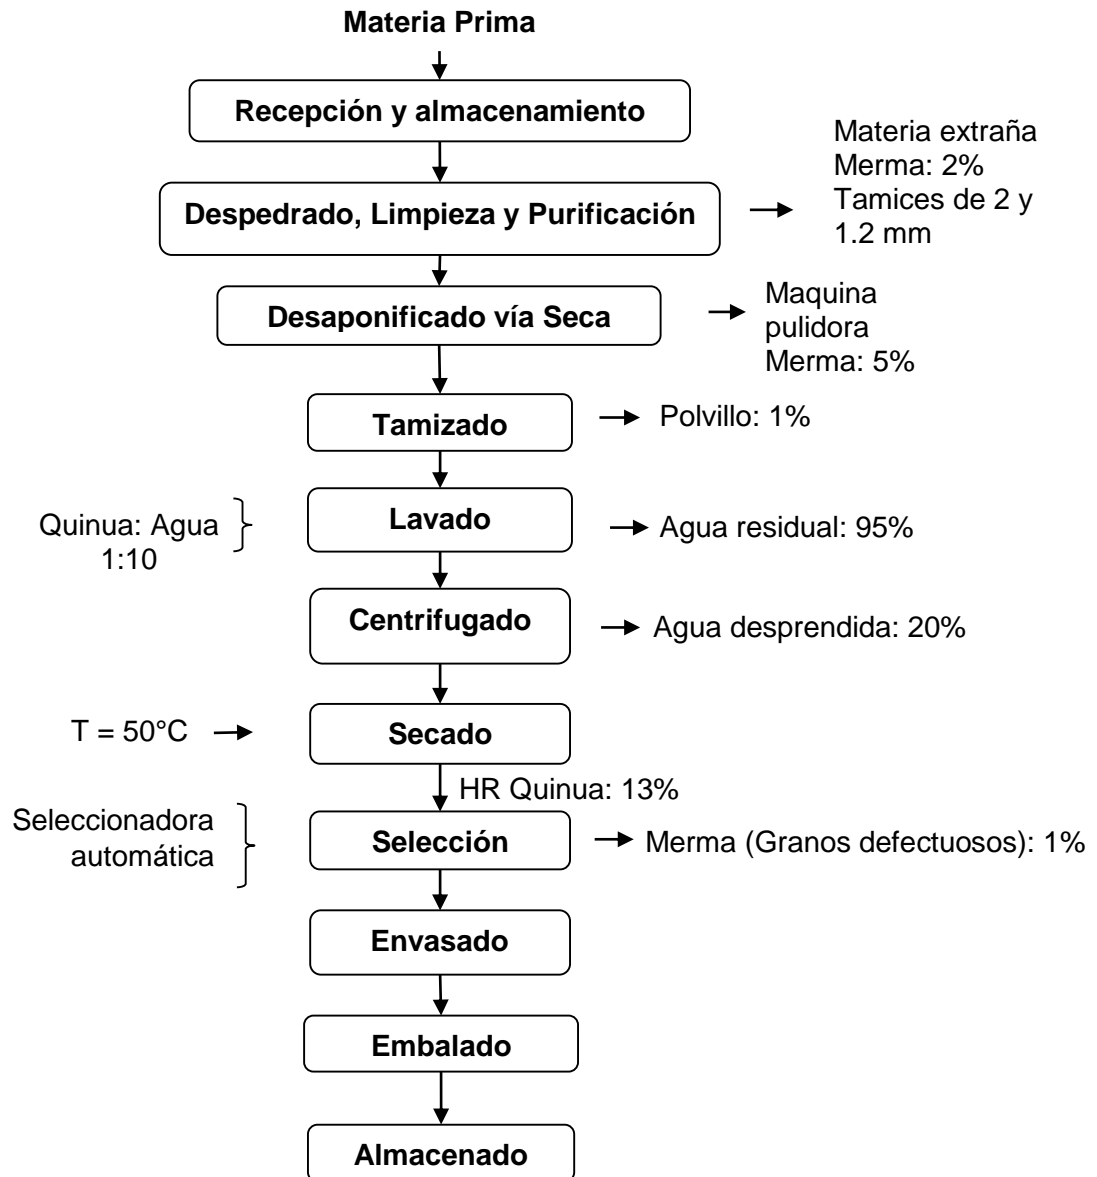 Materia Prima
Recepción y almacenamiento
Materia extraña
Merma: 2%
Tamices de 2 y
1.2 mm
Despedrado, Limpieza y Purificación
Desaponificado vía Seca
Maquina
pulidora
Merma: 5%
Tamizado
Polvillo: 1%
Quinua: Agua
1:10
Lavado
Agua residual: 95%
Centrifugado
Agua desprendida: 20%
T = 50°C
Secado
HR Quinua: 13%
Seleccionadora
automática
Selección
Merma (Granos defectuosos): 1%
Envasado
Embalado
Almacenado